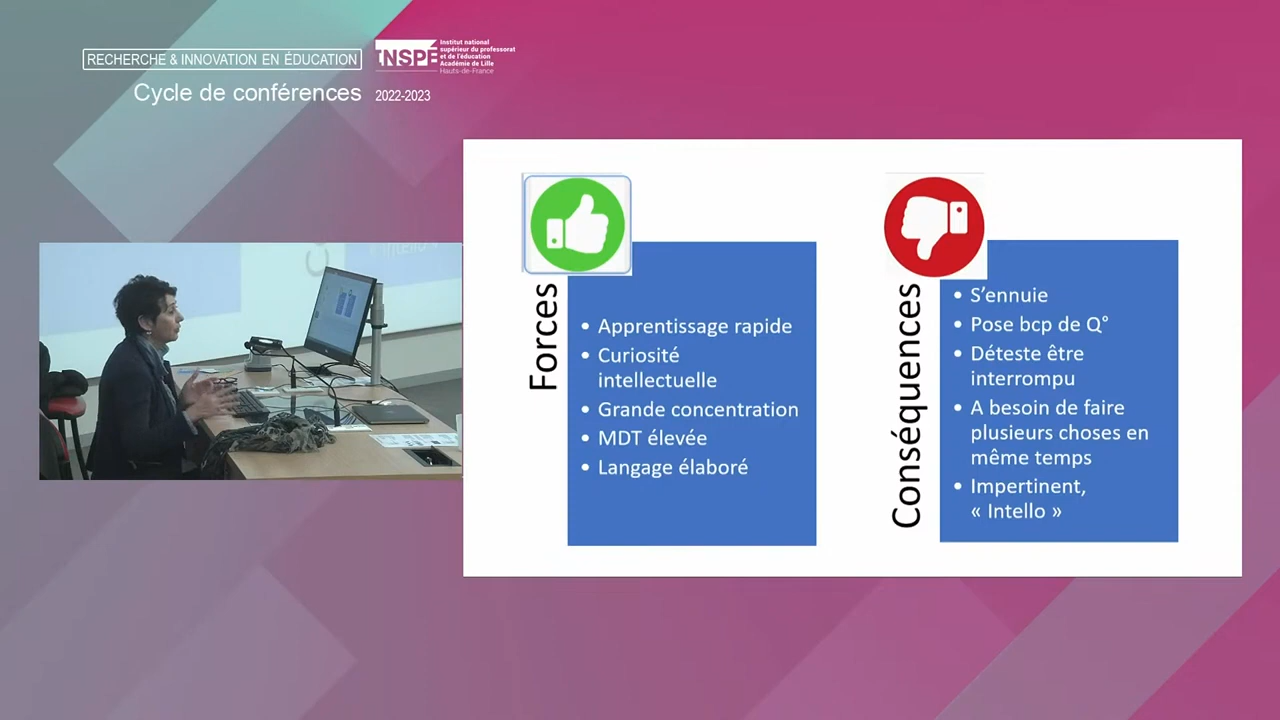 RECHERCHE & INNOVATION EN ÉDUCATION
Cycle de conférences 2022-2023
INSPÉ
Institut national
supérieur du professorat
et de l'éducation
Académie de Lille
Hauts-de-France
Forces
• Apprentissage rapide
• Curiosité
intellectuelle
• Grande concentration
• MDT élevée
• Langage élaboré
Conséquences
• S'ennuie
• Pose bcp de Q°
• Déteste être
interrompu
• A besoin de faire
plusieurs choses en
même temps
• Impertinent,
« Intello »